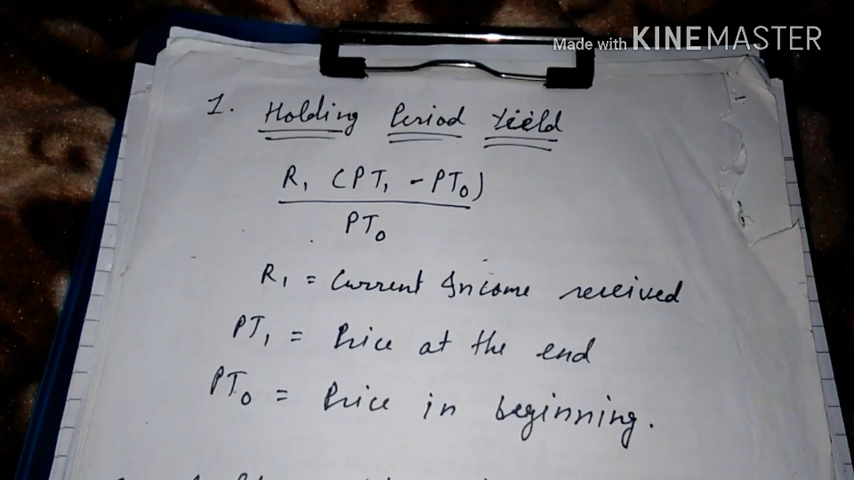 Made with KINEMASTER
1. Holding Period Yield
R₁ (PT₁ - PT₀)
PT₀
R₁ = Current Income received
PT₁ = Price at the end
PT₀ = Price in beginning.